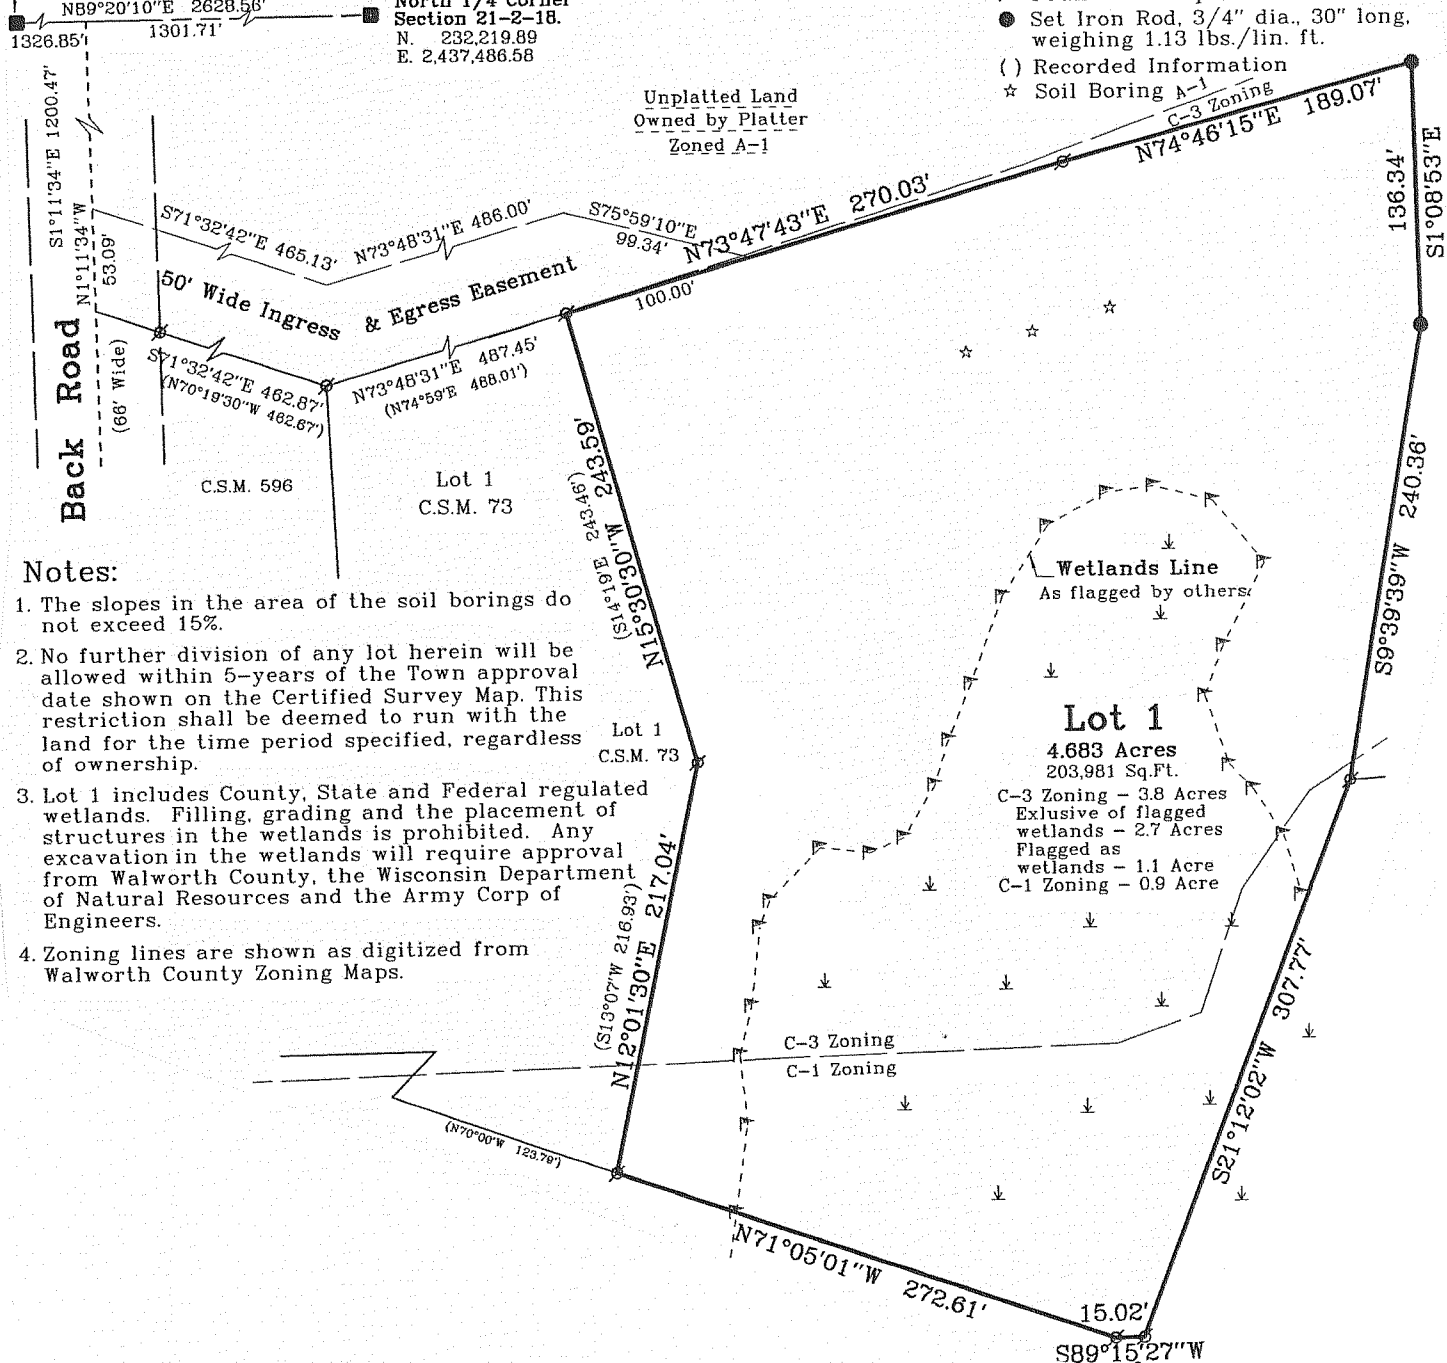 N89°20'10"E 2628.56'
1326.85'
1301.71'
North 1/4 Corner
Section 21-2-18.
N. 232,219.89
E. 2,437,486.58
● Set Iron Rod, 3/4" dia., 30" long,
weighing 1.13 lbs./lin. ft.
( ) Recorded Information
☆ Soil Boring
A-1
C-3 Zoning
Unplatted Land
Owned by Platter
Zoned A-1
N74°46'15"E 189.07'
136.34'
S1°08'53"E
S1°11'34"E 1200.47'
N1°11'34"W
53.09'
S71°32'42"E 465.13'
N73°48'31"E 486.00'
S75°59'10"E
99.34'
N73°47'43"E 270.03'
100.00'
50' Wide Ingress & Egress Easement
Back Road
(66' Wide)
S71°32'42"E 462.87'
(N70°19'30"W 462.67')
N73°48'31"E 487.45'
(N74°59'E 488.01')
C.S.M. 596
Lot 1
C.S.M. 73
N15°30'30"W 243.59'
(S14°19'E 243.46')
S9°39'39"W 240.36'
Wetlands Line
As flagged by others
Notes:
1. The slopes in the area of the soil borings do
not exceed 15%.
2. No further division of any lot herein will be
allowed within 5-years of the Town approval
date shown on the Certified Survey Map. This
restriction shall be deemed to run with the
land for the time period specified, regardless
of ownership.
3. Lot 1 includes County, State and Federal regulated
wetlands. Filling, grading and the placement of
structures in the wetlands is prohibited. Any
excavation in the wetlands will require approval
from Walworth County, the Wisconsin Department
of Natural Resources and the Army Corp of
Engineers.
4. Zoning lines are shown as digitized from
Walworth County Zoning Maps.
Lot 1
C.S.M. 73
Lot 1
4.683 Acres
203,981 Sq.Ft.
C-3 Zoning - 3.8 Acres
Exlusive of flagged
wetlands - 2.7 Acres
Flagged as
wetlands - 1.1 Acre
C-1 Zoning - 0.9 Acre
N12°01'30"E 217.04'
(S13°07'W 216.93')
C-3 Zoning
C-1 Zoning
S21°12'02"W 307.77'
(N70°00'W 123.79')
N71°05'01"W 272.61'
15.02'
S89°15'27"W